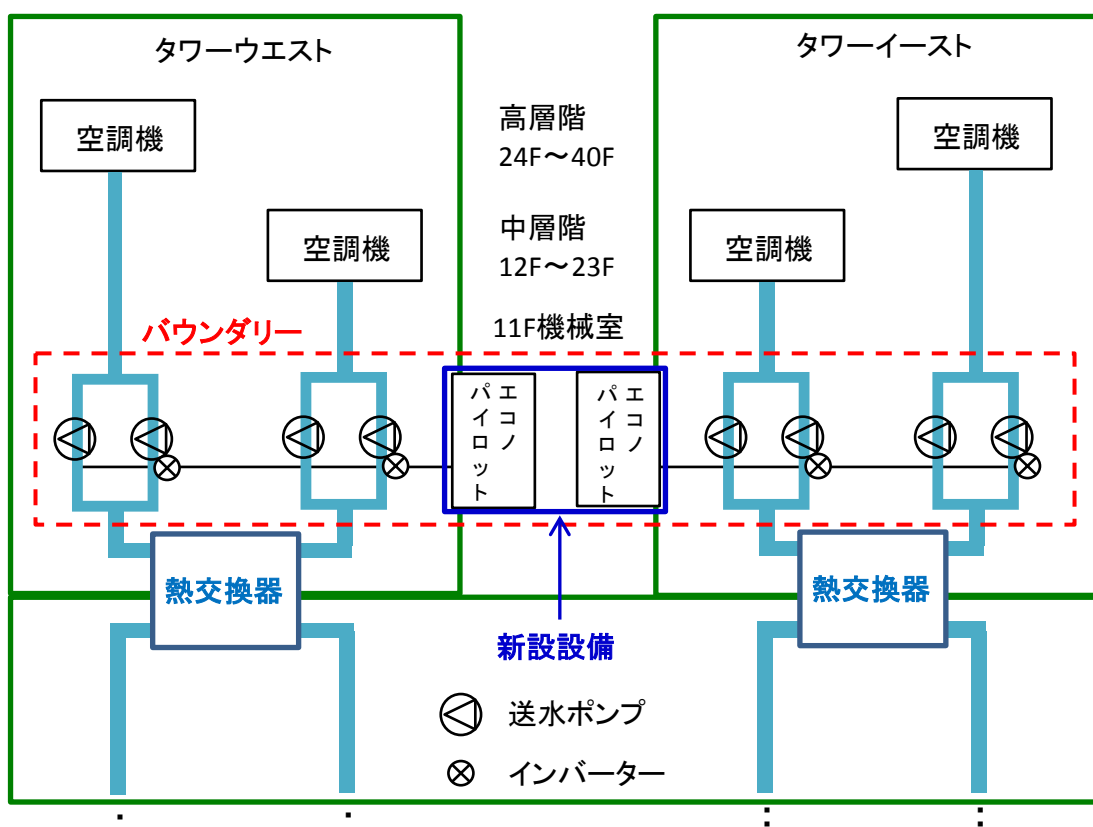 タワーウエスト
タワーイースト
空調機
高層階
24F～40F
空調機
空調機
中層階
12F～23F
空調機
バウンダリー
11F機械室
エコノ
パイロット
エコノ
パイロット
熱交換器
熱交換器
新設設備
送水ポンプ
インバーター